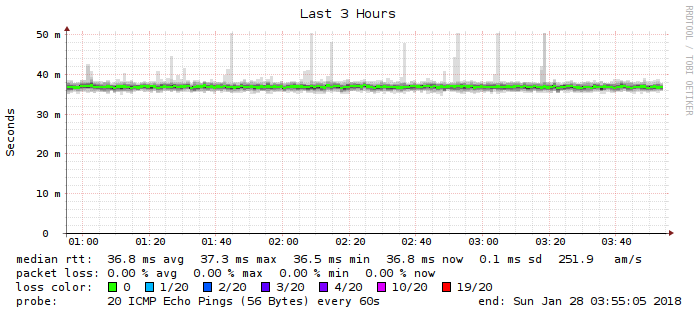 Last 3 Hours
RRDTOOL / TOBI OETIKER
Seconds
50 m
40 m
30 m
20 m
10 m
0
01:00 01:20 01:40 02:00 02:20 02:40 03:00 03:20 03:40
median rtt: 36.8 ms avg 37.3 ms max 36.5 ms min 36.8 ms now 0.1 ms sd 251.9 am/s
packet loss: 0.00 % avg 0.00 % max 0.00 % min 0.00 % now
loss color: 0 1/20 2/20 3/20 4/20 10/20 19/20
probe: 20 ICMP Echo Pings (56 Bytes) every 60s end: Sun Jan 28 03:55:05 2018